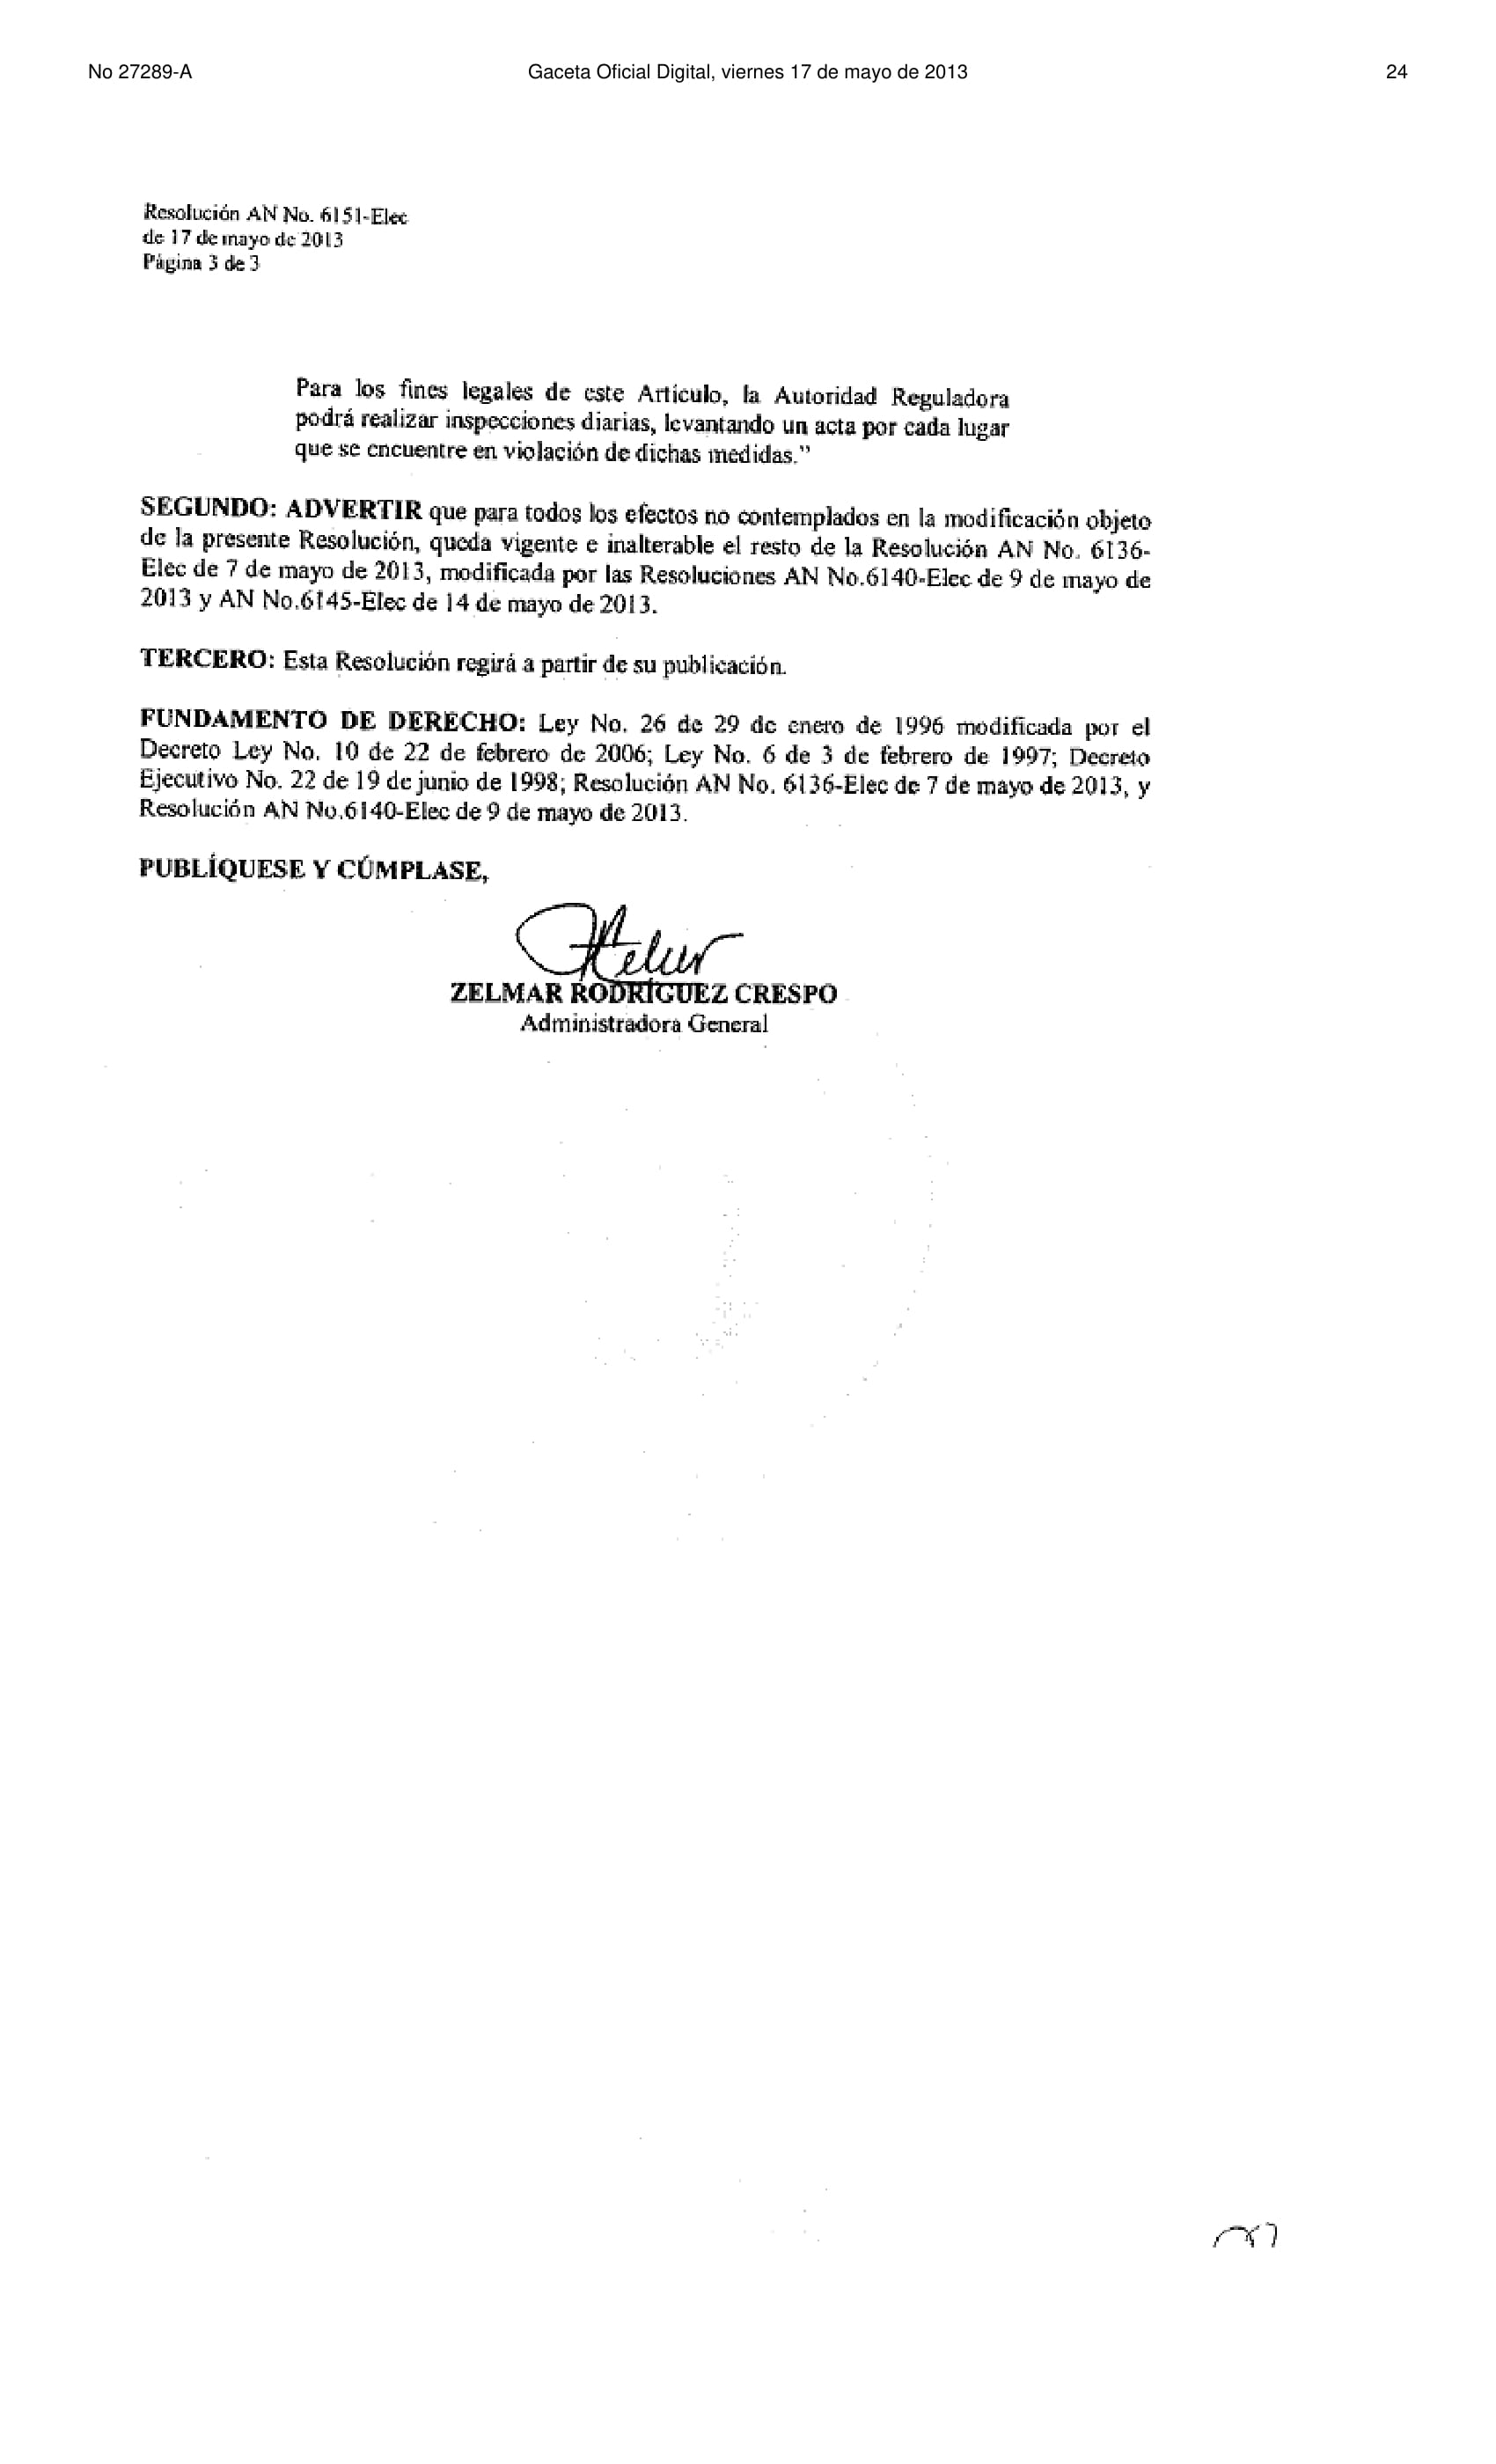 No 27289-A Gaceta Oficial Digital, viernes 17 de mayo de 2013 24
Resolución AN No. 6151-Elec
de 17 de mayo de 2013
Página 3 de 3
Para los fines legales de este Artículo, la Autoridad Reguladora
podrá realizar inspecciones diarias, levantando un acta por cada lugar
que se encuentre en violación de dichas medidas.”
SEGUNDO: ADVERTIR que para todos los efectos no contemplados en la modificación objeto
de la presente Resolución, queda vigente e inalterable el resto de la Resolución AN No. 6136-
Elec de 7 de mayo de 2013, modificada por las Resoluciones AN No.6140-Elec de 9 de mayo de
2013 y AN No.6145-Elec de 14 de mayo de 2013.
TERCERO: Esta Resolución regirá a partir de su publicación.
FUNDAMENTO DE DERECHO: Ley No. 26 de 29 de enero de 1996 modificada por el
Decreto Ley No. 10 de 22 de febrero de 2006; Ley No. 6 de 3 de febrero de 1997; Decreto
Ejecutivo No. 22 de 19 de junio de 1998; Resolución AN No. 6136-Elec de 7 de mayo de 2013, y
Resolución AN No.6140-Elec de 9 de mayo de 2013.
PUBLÍQUESE Y CÚMPLASE,
ZELMAR RODRÍGUEZ CRESPO
Administradora General